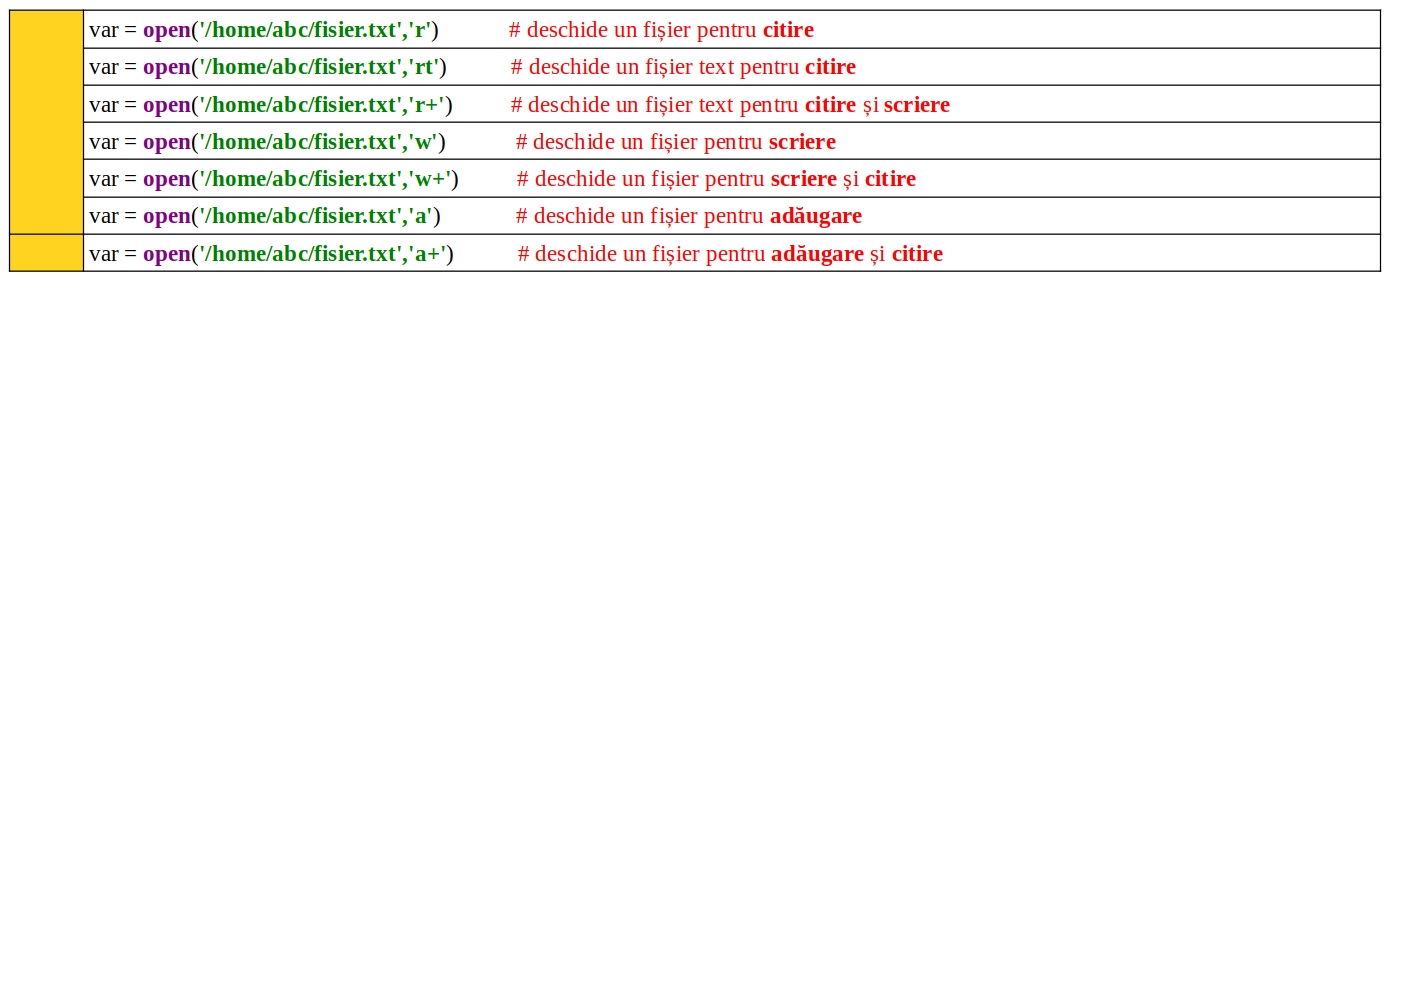 var = open('/home/abc/fisier.txt','r') # deschide un fișier pentru citire
var = open('/home/abc/fisier.txt','rt') # deschide un fișier text pentru citire
var = open('/home/abc/fisier.txt','r+') # deschide un fișier text pentru citire și scriere
var = open('/home/abc/fisier.txt','w') # deschide un fișier pentru scriere
var = open('/home/abc/fisier.txt','w+') # deschide un fișier pentru scriere și citire
var = open('/home/abc/fisier.txt','a') # deschide un fișier pentru adăugare
var = open('/home/abc/fisier.txt','a+') # deschide un fișier pentru adăugare și citire